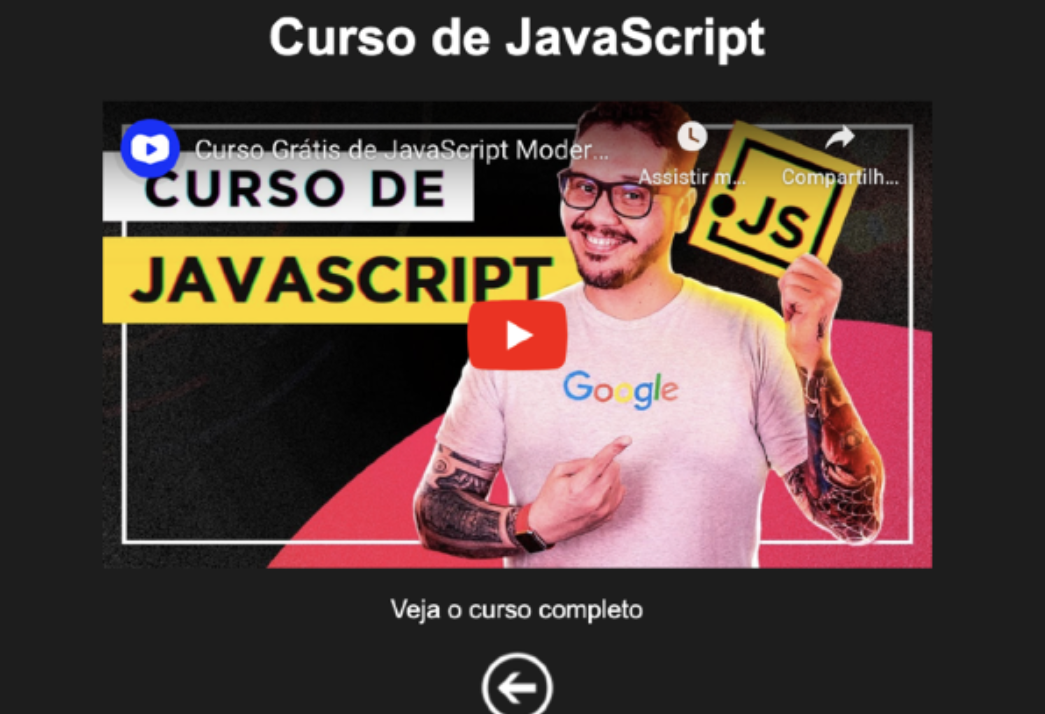 Curso de JavaScript
Curso Grátis de JavaScript Moder...
Assistir m...
Compartilh...
CURSO DE
JAVASCRIPT
JS
Google
Veja o curso completo